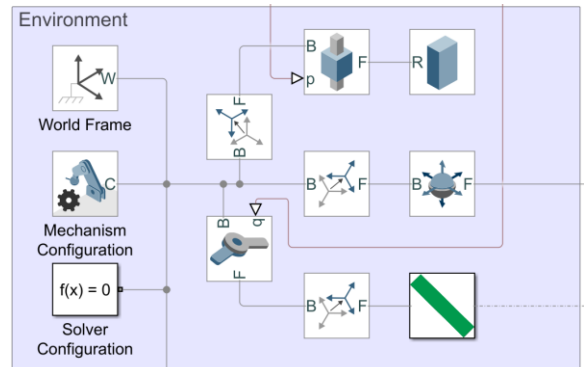 Environment
W
World Frame
B
p
F
R
F
B
C
Mechanism
Configuration
B
F
B
F
B
q
F
f(x) = 0
Solver
Configuration
B
F